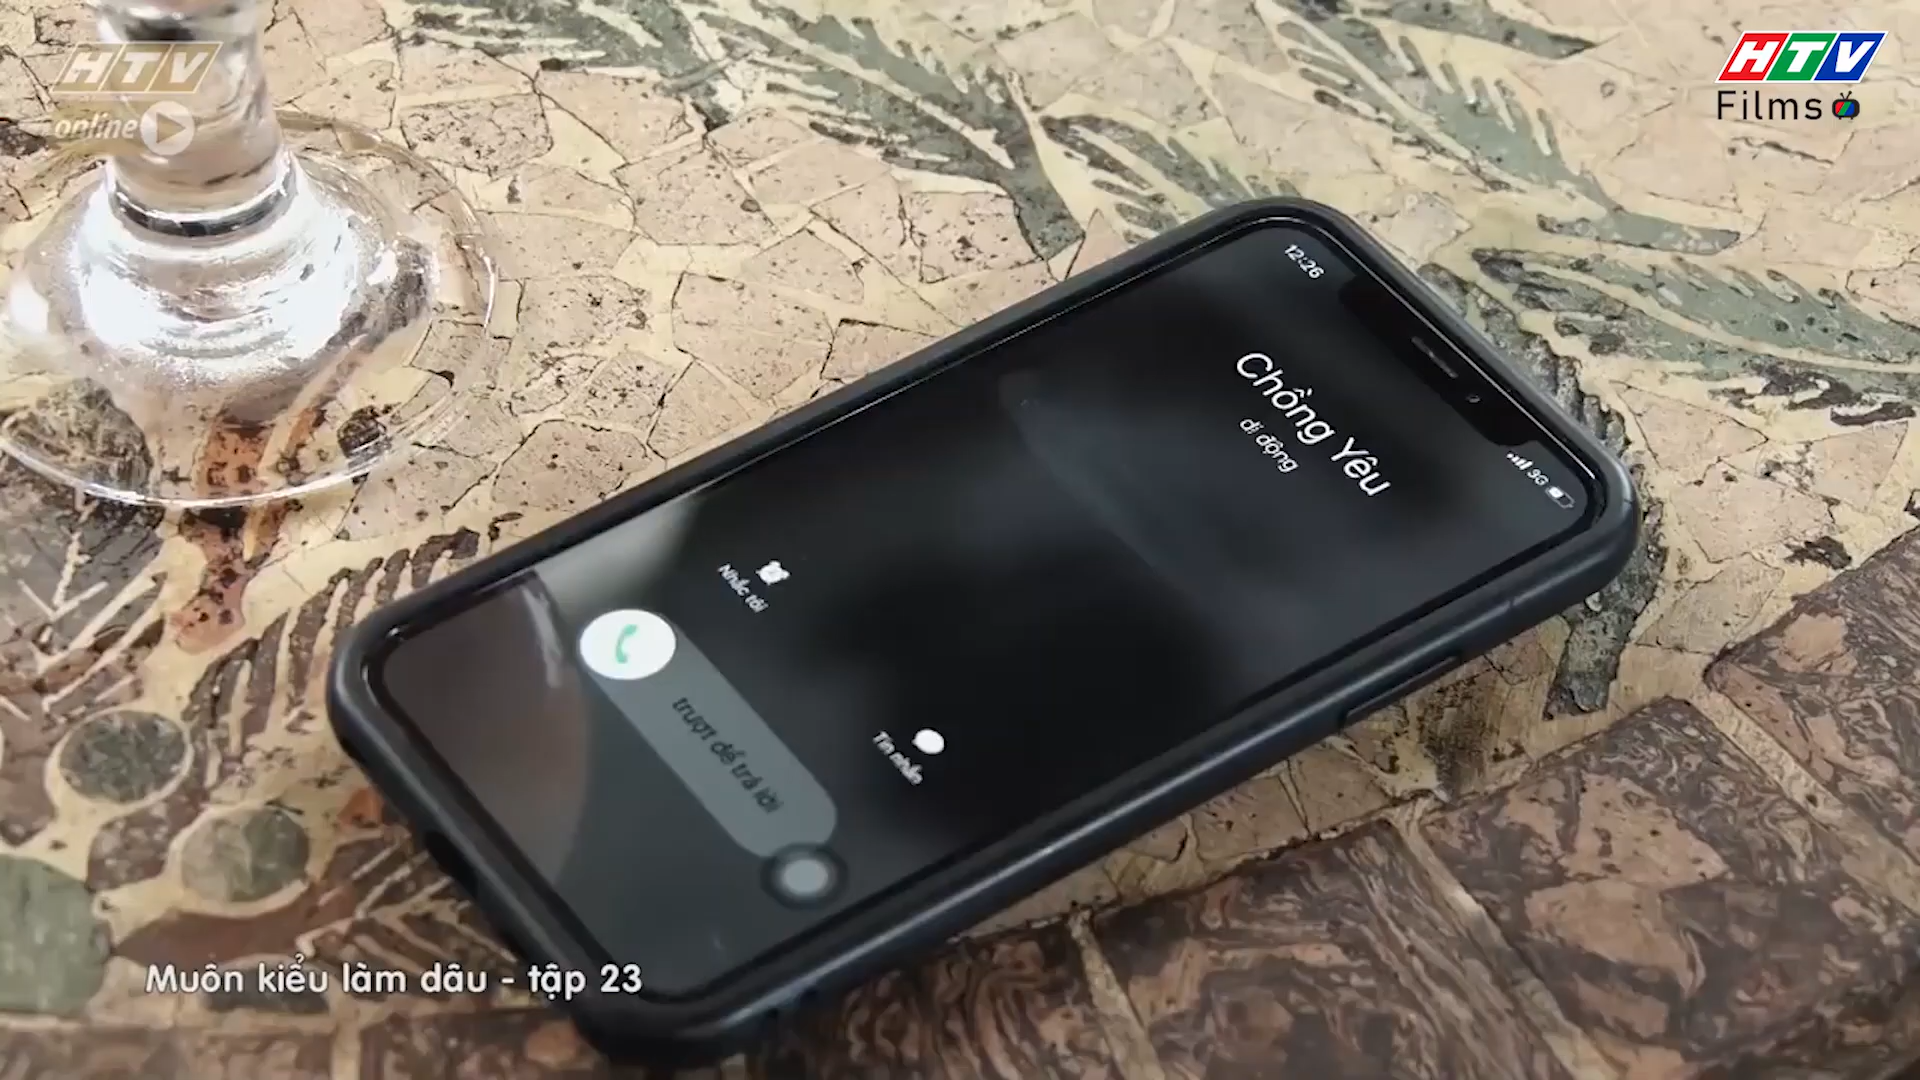 HTV
online
HTV
Films
12:26
3G
Chồng Yêu
di động
Nhắc tôi
Tin nhắn
trượt để trả lời
Muôn kiểu làm dâu - tập 23